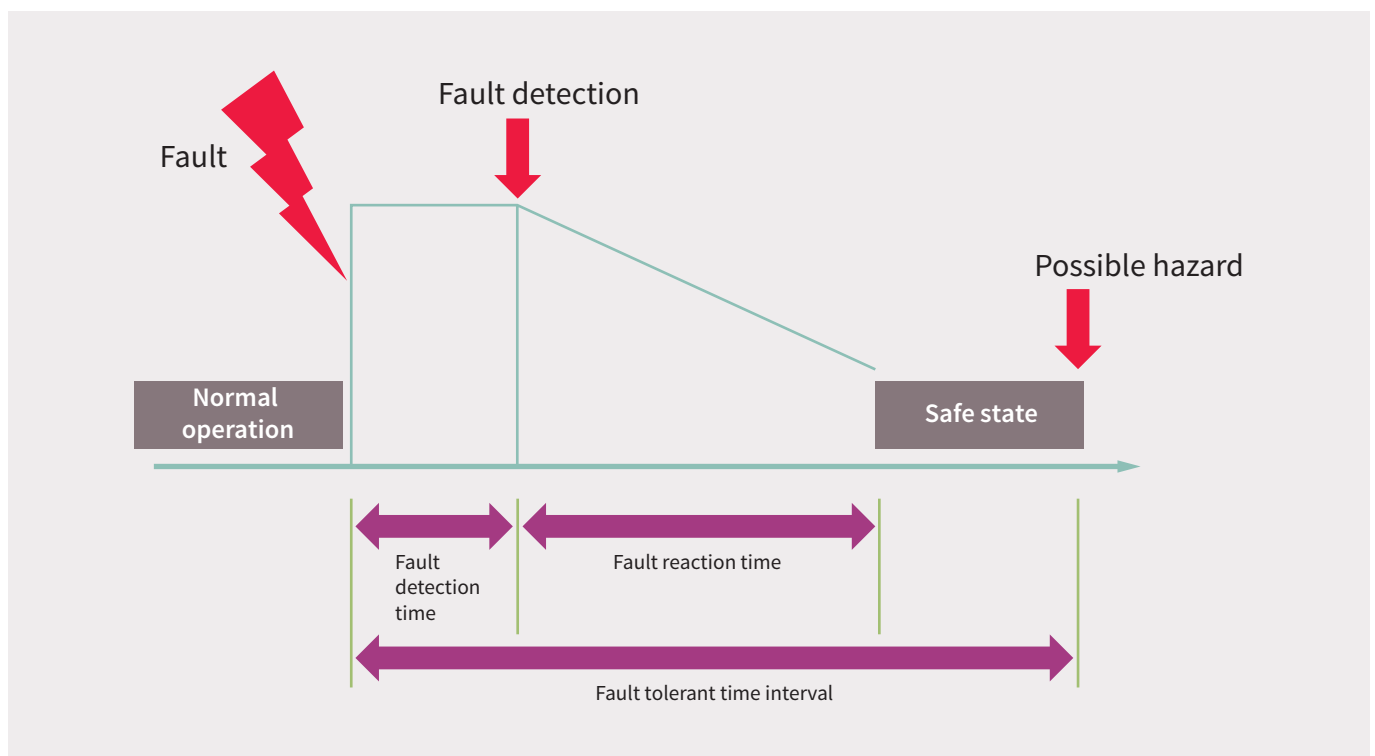 Fault detection
Fault
Possible hazard
Normal
operation
Safe state
Fault
detection
time
Fault reaction time
Fault tolerant time interval